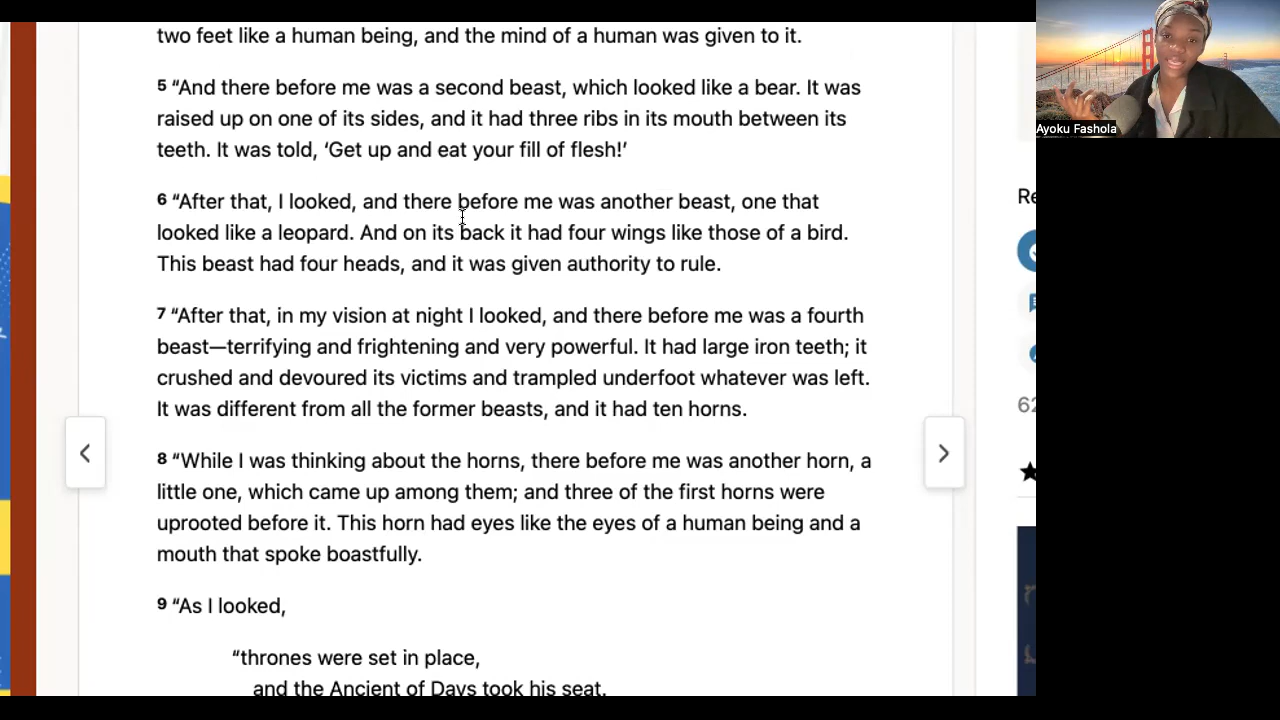 two feet like a human being, and the mind of a human was given to it.
5 “And there before me was a second beast, which looked like a bear. It was
raised up on one of its sides, and it had three ribs in its mouth between its
teeth. It was told, ‘Get up and eat your fill of flesh!’
6 “After that, I looked, and there before me was another beast, one that
looked like a leopard. And on its back it had four wings like those of a bird.
This beast had four heads, and it was given authority to rule.
7 “After that, in my vision at night I looked, and there before me was a fourth
beast—terrifying and frightening and very powerful. It had large iron teeth; it
crushed and devoured its victims and trampled underfoot whatever was left.
It was different from all the former beasts, and it had ten horns.
8 “While I was thinking about the horns, there before me was another horn, a
little one, which came up among them; and three of the first horns were
uprooted before it. This horn had eyes like the eyes of a human being and a
mouth that spoke boastfully.
9 “As I looked,
“thrones were set in place,
and the Ancient of Days took his seat.
Ayoku Fashola
Re
62